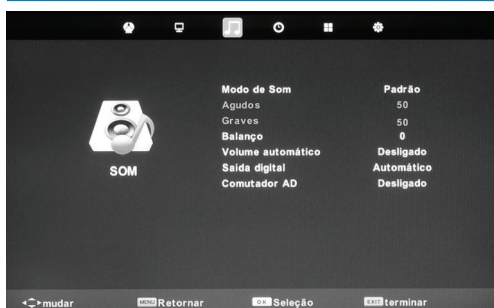 Modo de Som Padrão
Agudos 50
Graves 50
Balanço 0
Volume automático Desligado
Saída digital Automático
Comutador AD Desligado
SOM
mudar MENU Retornar OK Seleção EXIT terminar